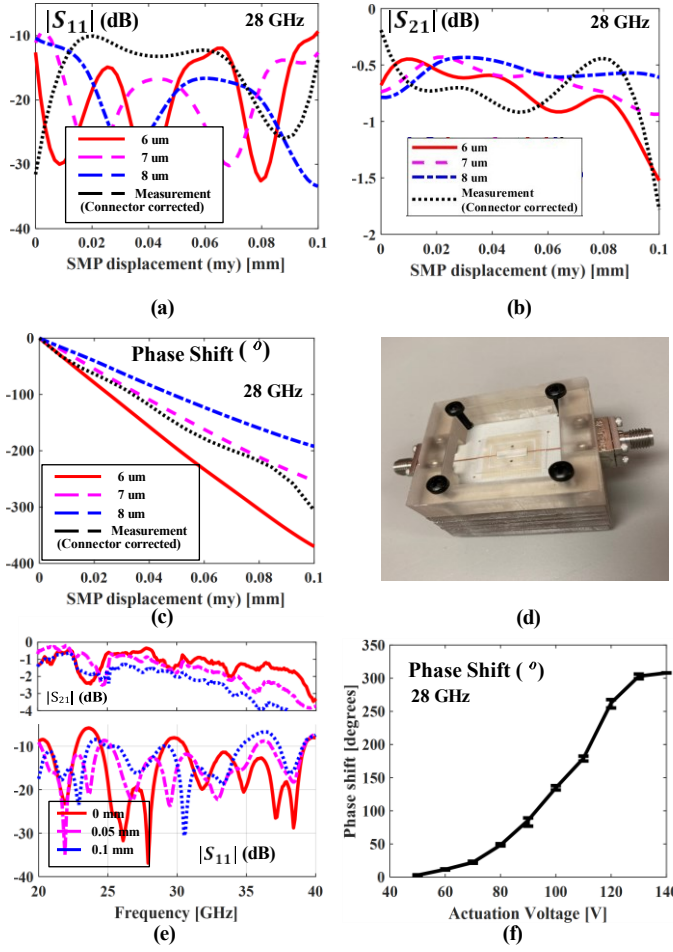 |S11| (dB)
28 GHz
-10
-20
-30
-40
6 um
7 um
8 um
Measurement
(Connector corrected)
0 0.02 0.04 0.06 0.08 0.1
SMP displacement (my) [mm]
(a)
|S21| (dB)
28 GHz
0
-0.5
-1
-1.5
-2
6 um
7 um
8 um
Measurement
(Connector corrected)
0 0.02 0.04 0.06 0.08 0.1
SMP displacement (my) [mm]
(b)
Phase Shift (º)
28 GHz
0
-100
-200
-300
-400
6 um
7 um
8 um
Measurement
(Connector corrected)
0 0.02 0.04 0.06 0.08 0.1
SMP displacement (my) [mm]
(c)
(d)
0
-1
-2
-3
-4
|S21| (dB)
-10
-20
-30
-40
0 mm
0.05 mm
0.1 mm
|S11| (dB)
20 25 30 35 40
Frequency [GHz]
(e)
Phase Shift (º)
28 GHz
350
300
250
200
150
100
50
0
Phase shift [degrees]
40 60 80 100 120 140
Actuation Voltage [V]
(f)